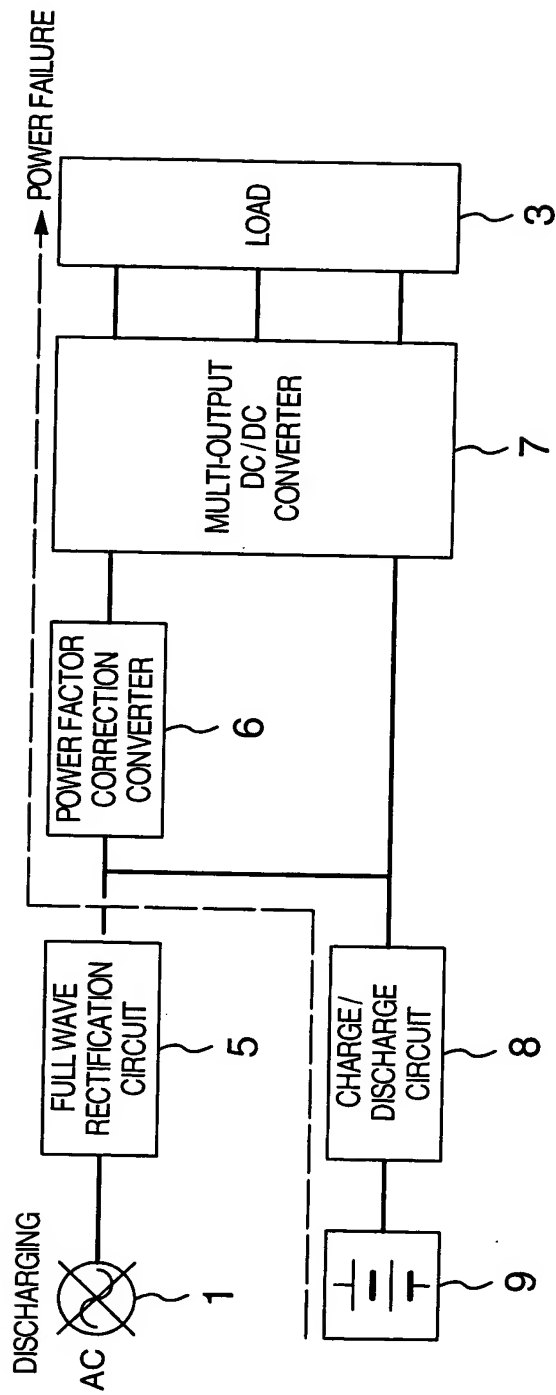 DISCHARGING
POWER FAILURE
AC
1
FULL WAVE
RECTIFICATION
CIRCUIT
5
POWER FACTOR
CORRECTION
CONVERTER
6
MULTI-OUTPUT
DC/DC
CONVERTER
7
LOAD
3
9
CHARGE/
DISCHARGE
CIRCUIT
8